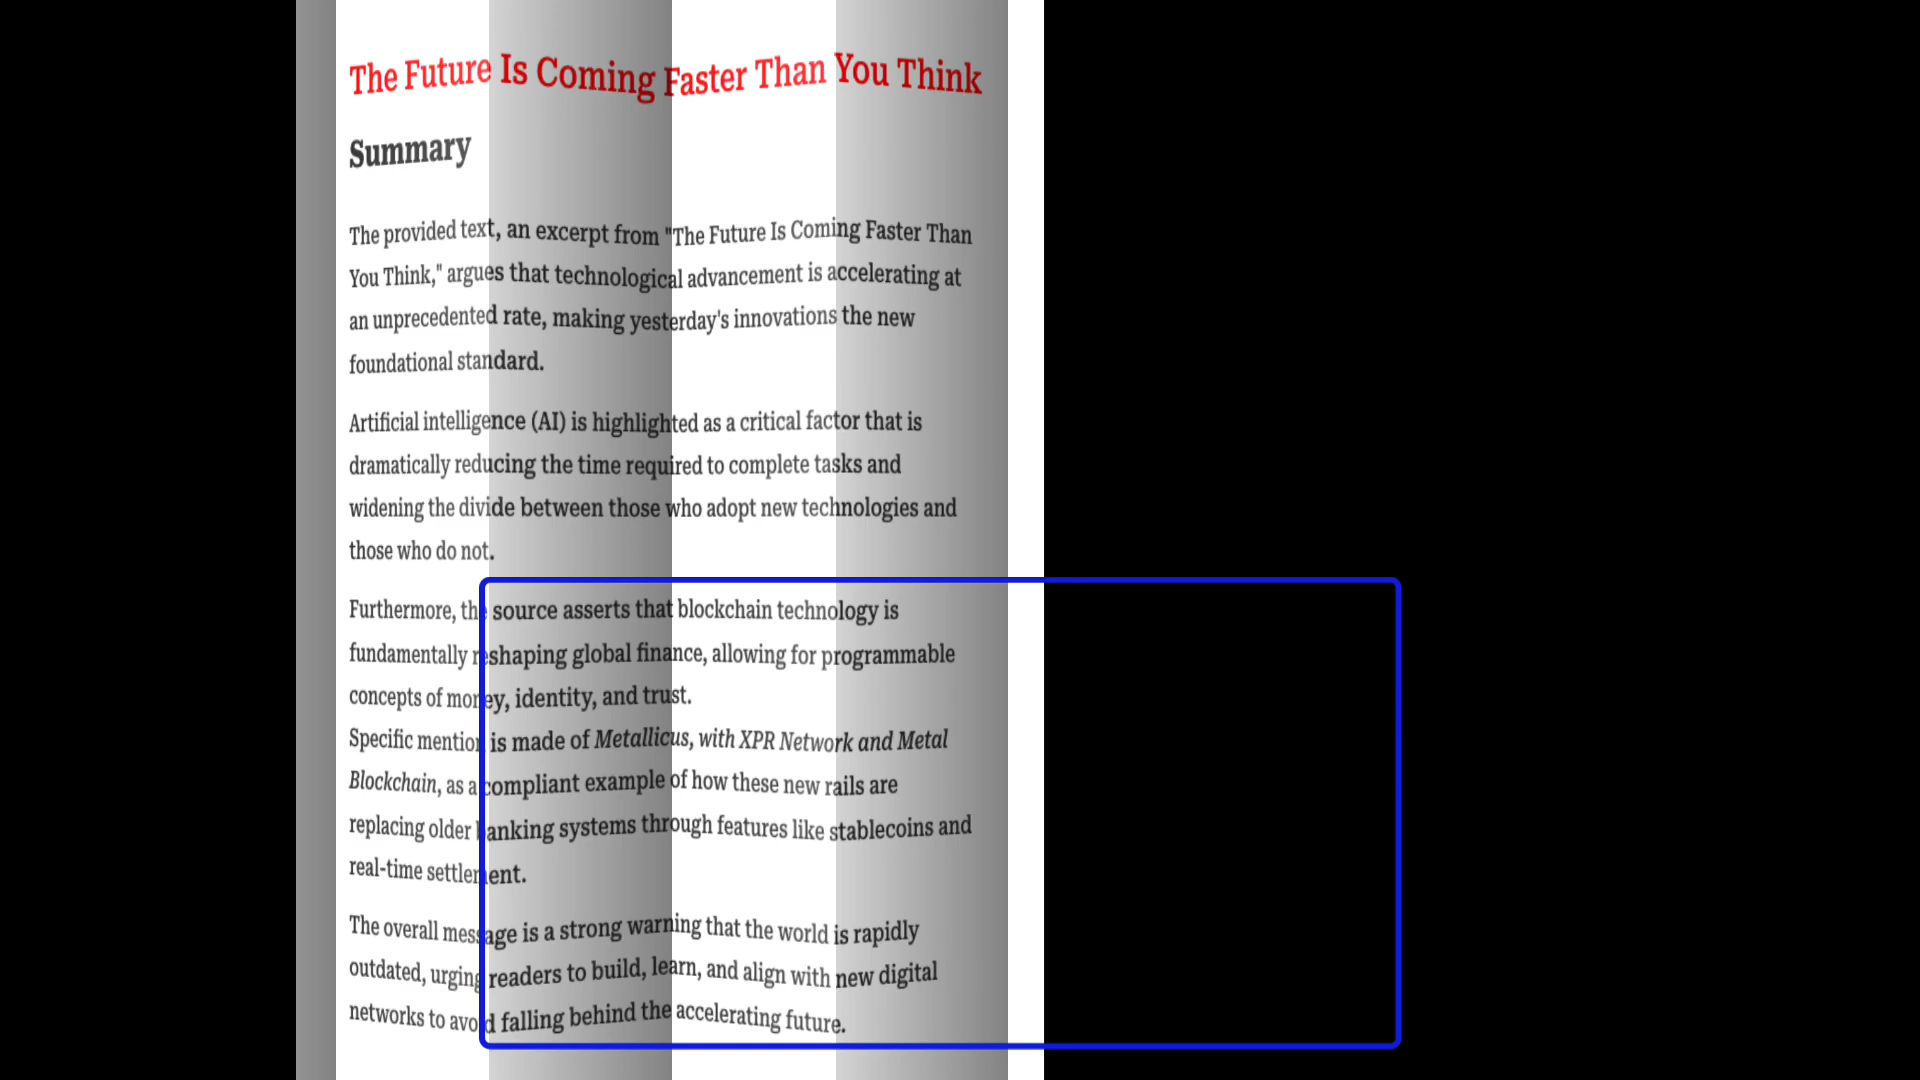 The Future Is Coming Faster Than You Think
Summary
The provided text, an excerpt from "The Future Is Coming Faster Than
You Think," argues that technological advancement is accelerating at
an unprecedented rate, making yesterday's innovations the new
foundational standard.
Artificial intelligence (AI) is highlighted as a critical factor that is
dramatically reducing the time required to complete tasks and
widening the divide between those who adopt new technologies and
those who do not.
Furthermore, the source asserts that blockchain technology is
fundamentally reshaping global finance, allowing for programmable
concepts of money, identity, and trust.
Specific mention is made of Metallicus, with XPR Network and Metal
Blockchain, as a compliant example of how these new rails are
replacing older banking systems through features like stablecoins and
real-time settlement.
The overall message is a strong warning that the world is rapidly
outdated, urging readers to build, learn, and align with new digital
networks to avoid falling behind the accelerating future.